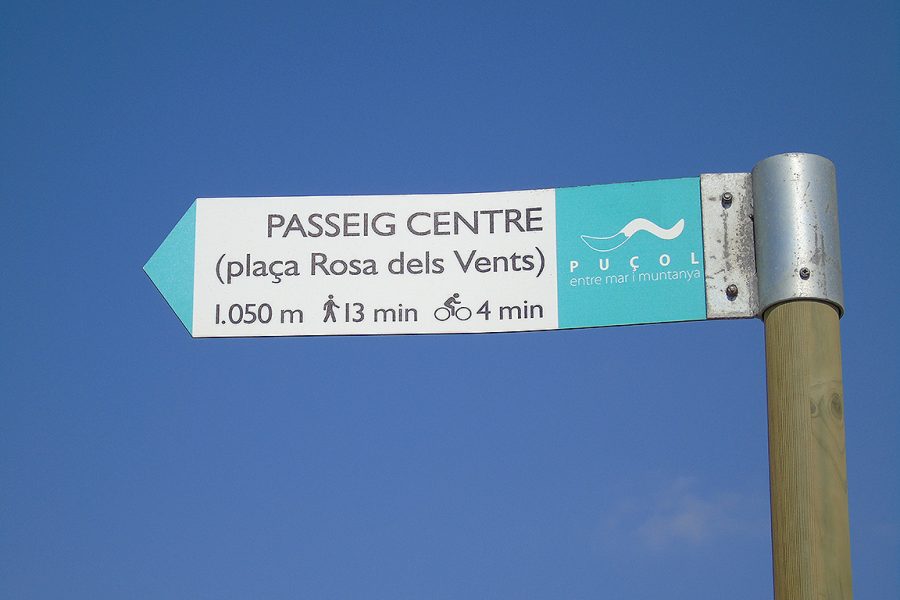 PASSEIG CENTRE
(plaça Rosa dels Vents)
1.050 m 13 min 4 min
PUÇOL
entre mar i muntanya